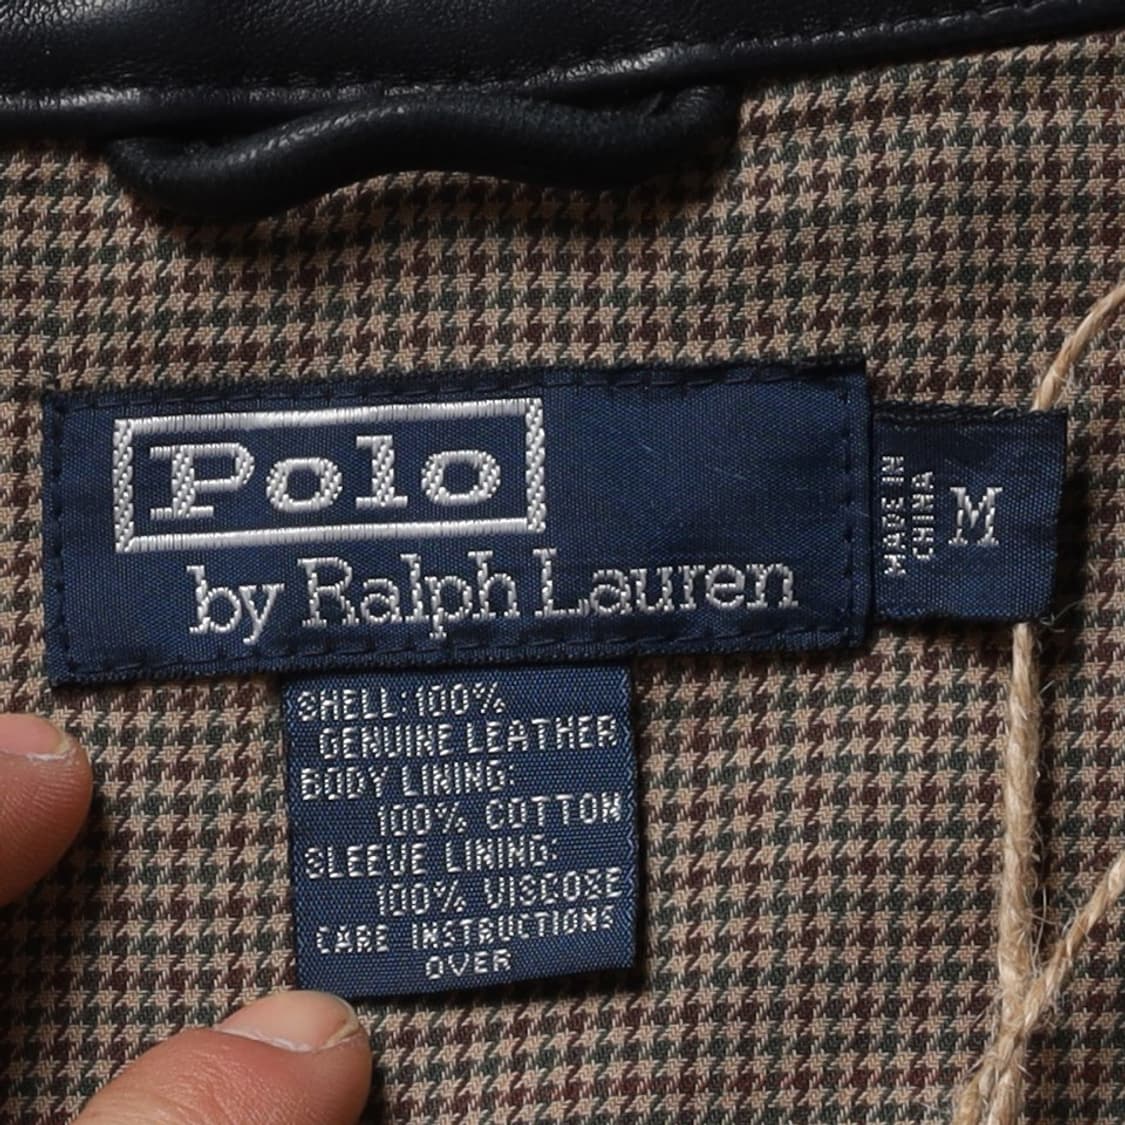 Polo
by Ralph Lauren
MADE IN
CHINA
M
SHELL:100%
GENUINE LEATHER
BODY LINING:
100% COTTON
SLEEVE LINING:
100% VISCOSE
CARE INSTRUCTIONS
OVER